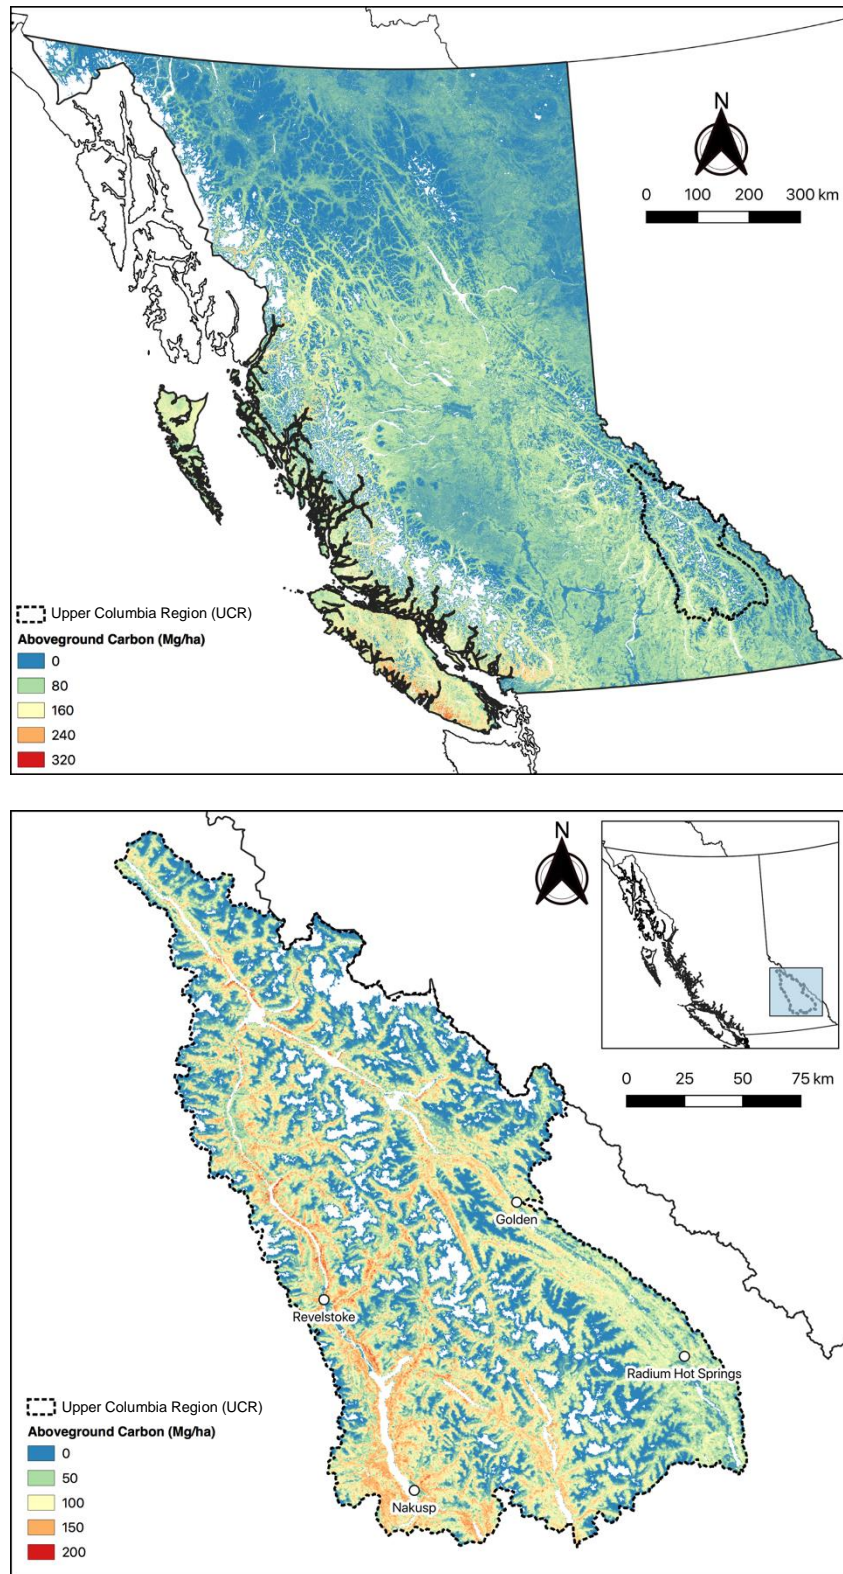 N
0 100 200 300 km
Upper Columbia Region (UCR)
Aboveground Carbon (Mg/ha)
0
80
160
240
320
N
0 25 50 75 km
Golden
Revelstoke
Radium Hot Springs
Nakusp
Upper Columbia Region (UCR)
Aboveground Carbon (Mg/ha)
0
50
100
150
200